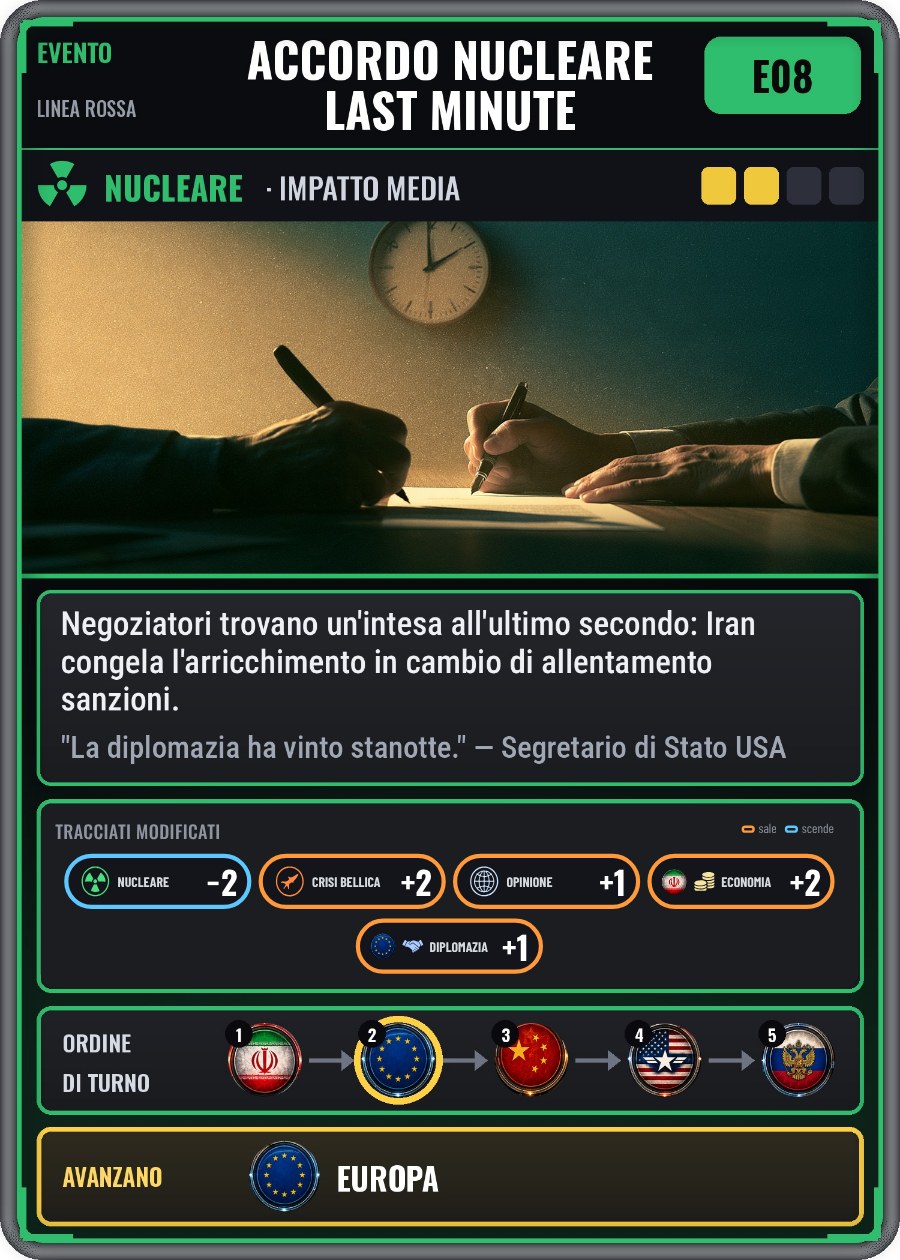 EVENTO
LINEA ROSSA
ACCORDO NUCLEARE
LAST MINUTE
E08
NUCLEARE · IMPATTO MEDIA
Negoziatori trovano un'intesa all'ultimo secondo: Iran
congela l'arricchimento in cambio di allentamento
sanzioni.
"La diplomazia ha vinto stanotte." — Segretario di Stato USA
TRACCIATI MODIFICATI
sale scende
NUCLEARE −2 CRISI BELLICA +2 OPINIONE +1 ECONOMIA +2
DIPLOMAZIA +1
ORDINE
DI TURNO
1 2 3 4 5
AVANZANO EUROPA